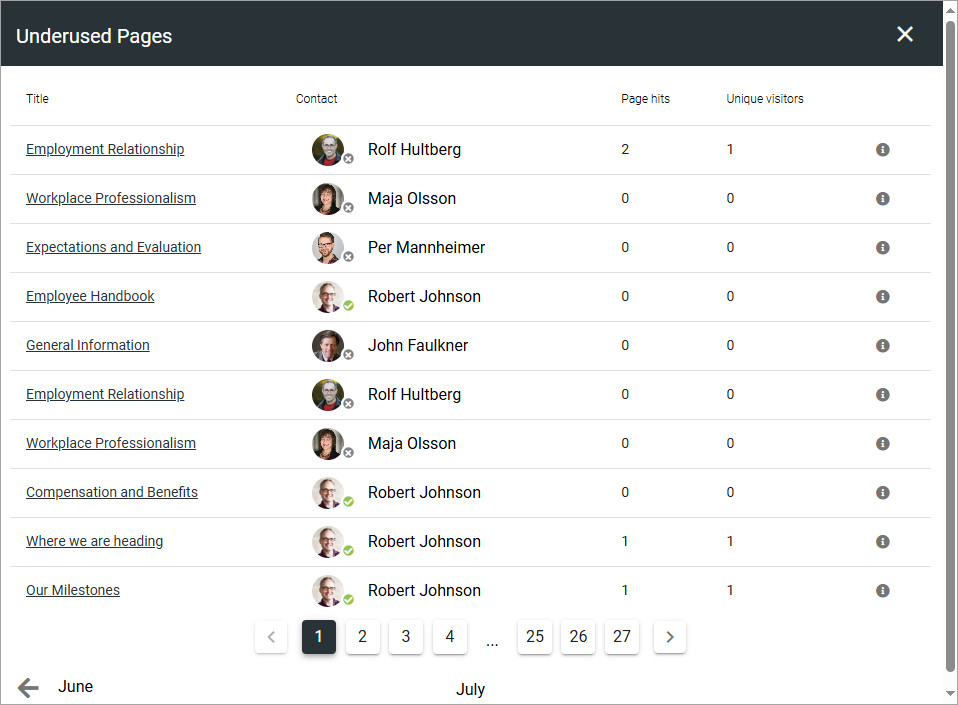 Underused Pages
Title Contact Page hits Unique visitors
Employment Relationship Rolf Hultberg 2 1
Workplace Professionalism Maja Olsson 0 0
Expectations and Evaluation Per Mannheimer 0 0
Employee Handbook Robert Johnson 0 0
General Information John Faulkner 0 0
Employment Relationship Rolf Hultberg 0 0
Workplace Professionalism Maja Olsson 0 0
Compensation and Benefits Robert Johnson 0 0
Where we are heading Robert Johnson 1 1
Our Milestones Robert Johnson 1 1
1 2 3 4 ... 25 26 27
June July